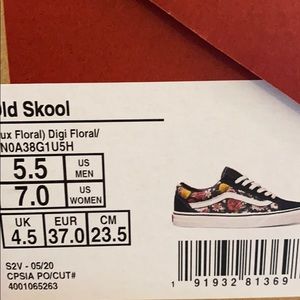 ld Skool
ux Floral) Digi Floral/
N0A38G1U5H
5.5 US MEN
7.0 US WOMEN
UK EUR CM
4.5 37.0 23.5
S2V - 05/20
CPSIA PO/CUT#
4001065263
1 91932 81369